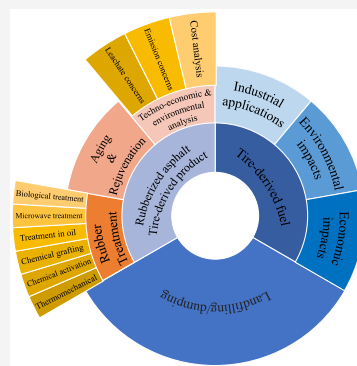 Cost analysis
Emission concerns
Leachate concerns
Techno-economic &
environmental
analysis
Industrial
applications
Environmental
impacts
Economic
impacts
Aging
&
Rejuvenation
Rubberized asphalt
Tire-derived product
Tire-derived fuel
Rubber
Treatment
Biological treatment
Microwave treatment
Treatment in oil
Chemical grafting
Chemical activation
Thermomechanical
Landfilling/dumping